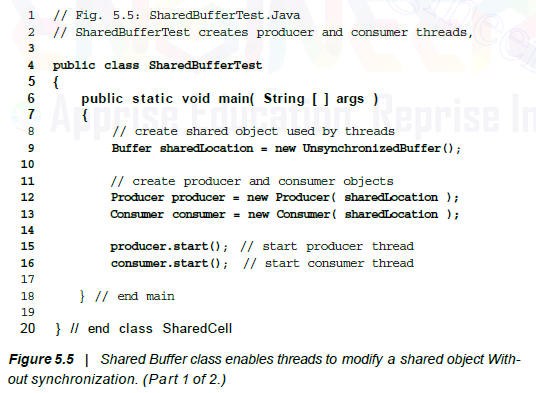 1 // Fig. 5.5: SharedBufferTest.Java
2 // SharedBufferTest creates producer and consumer threads,
3
4 public class SharedBufferTest
5 {
6 public static void main( String [ ] args )
7 {
8 // create shared object used by threads
9 Buffer sharedLocation = new UnsynchronizedBuffer();
10
11 // create producer and consumer objects
12 Producer producer = new Producer( sharedLocation );
13 Consumer consumer = new Consumer( sharedLocation );
14
15 producer.start(); // start producer thread
16 consumer.start(); // start consumer thread
17
18 } // end main
19
20 } // end class SharedCell
Figure 5.5 | Shared Buffer class enables threads to modify a shared object With-
out synchronization. (Part 1 of 2.)